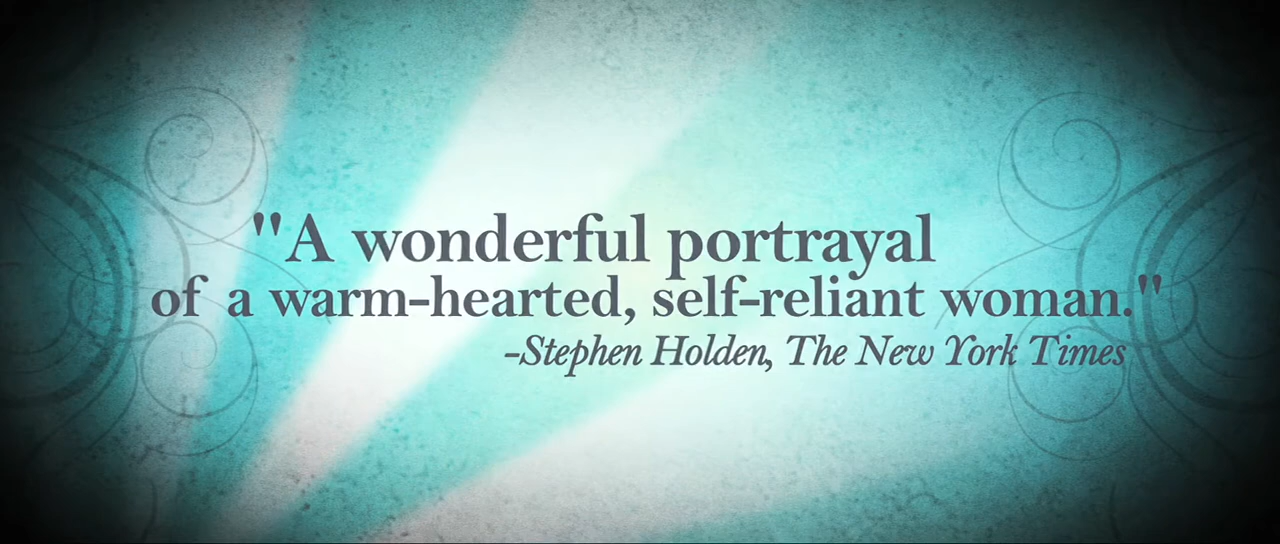 "A wonderful portrayal
of a warm-hearted, self-reliant woman."
-Stephen Holden, The New York Times